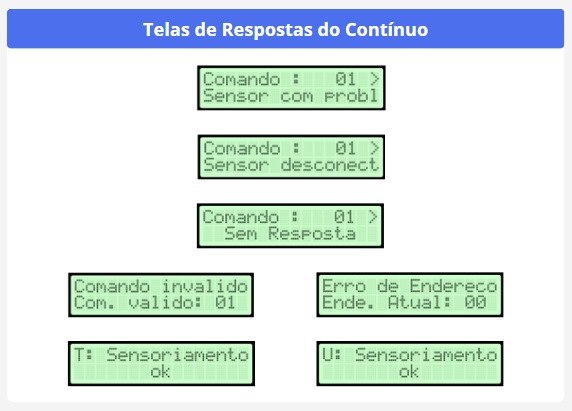 Telas de Respostas do Contínuo
Comando : 01 >
Sensor com probl
Comando : 01 >
Sensor desconect
Comando : 01 >
Sem Resposta
Comando invalido
Com. valido: 01
Erro de Endereco
Ende. Atual: 00
T: Sensoriamento
ok
U: Sensoriamento
ok